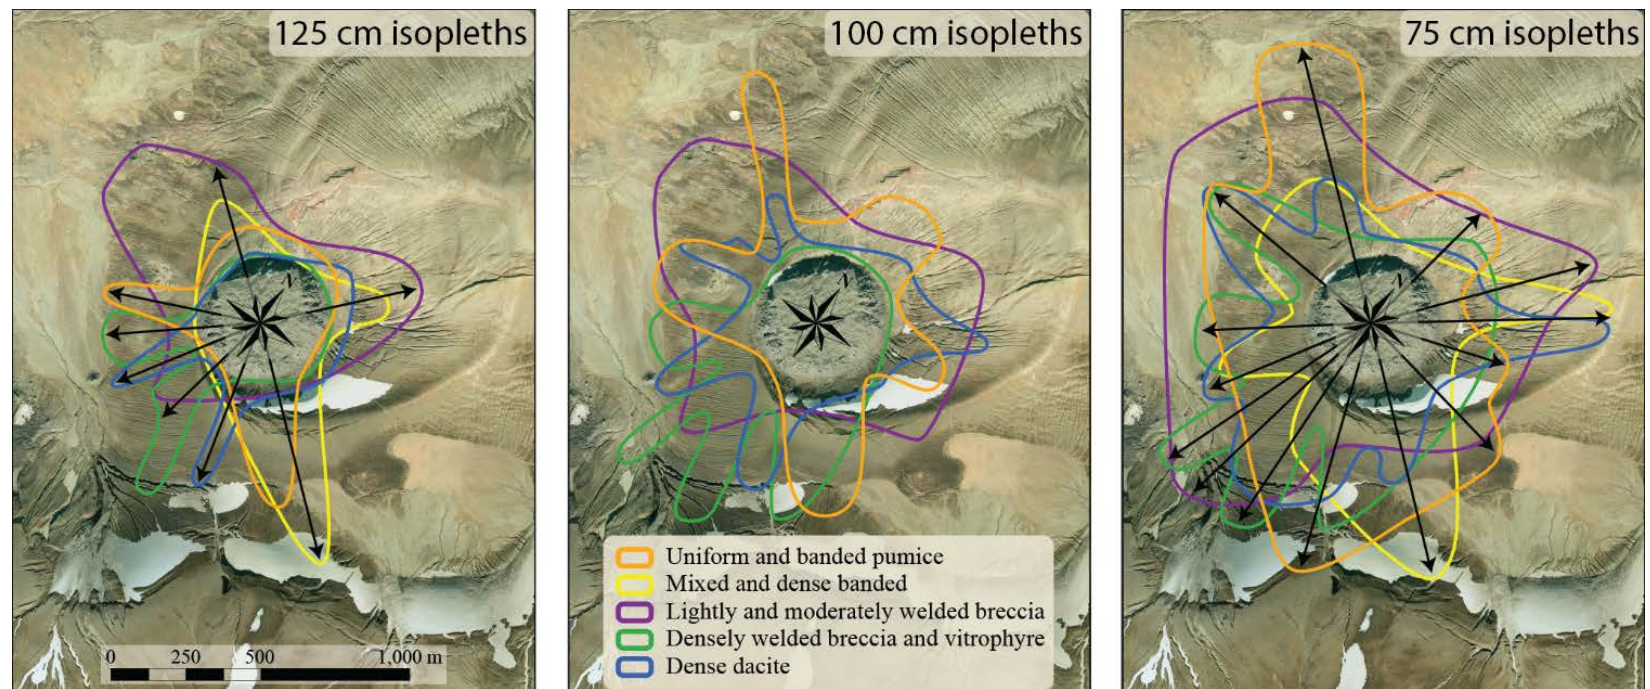 125 cm isopleths
100 cm isopleths
75 cm isopleths
N
N
N
Uniform and banded pumice
Mixed and dense banded
Lightly and moderately welded breccia
Densely welded breccia and vitrophyre
Dense dacite
0 250 500 1,000 m